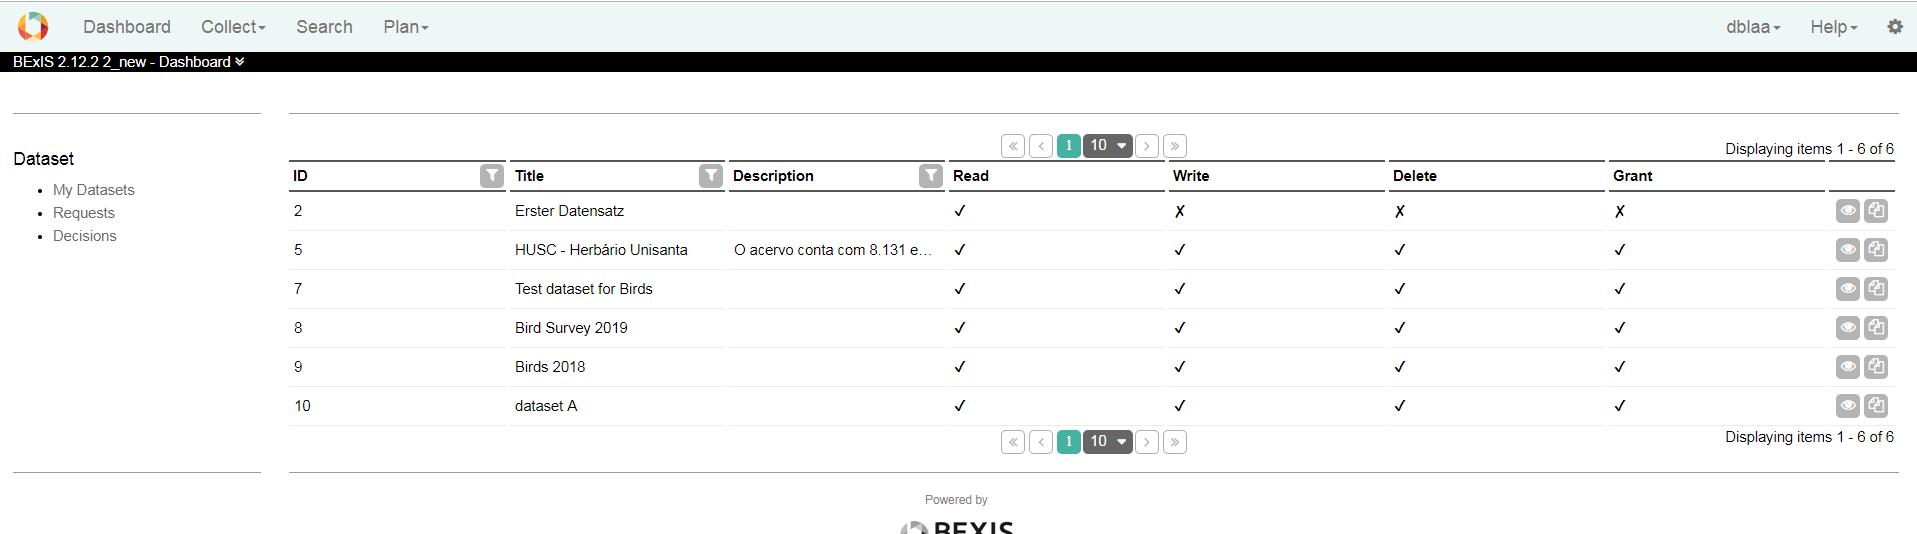 Dashboard Collect Search Plan dblaa Help
BExIS 2.12.2 2_new - Dashboard
Dataset
My Datasets
Requests
Decisions
1 10 Displaying items 1 - 6 of 6
ID Title Description Read Write Delete Grant
2 Erster Datensatz ✓ ✗ ✗ ✗
5 HUSC - Herbário Unisanta O acervo conta com 8.131 e... ✓ ✓ ✓ ✓
7 Test dataset for Birds ✓ ✓ ✓ ✓
8 Bird Survey 2019 ✓ ✓ ✓ ✓
9 Birds 2018 ✓ ✓ ✓ ✓
10 dataset A ✓ ✓ ✓ ✓
1 10 Displaying items 1 - 6 of 6
Powered by
BEXIS